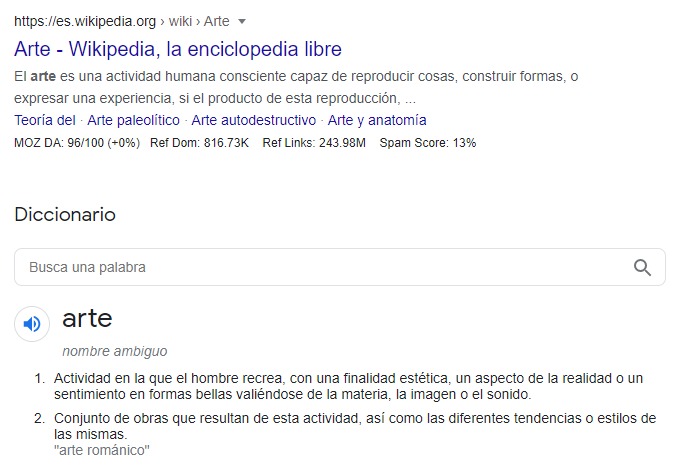 https://es.wikipedia.org › wiki › Arte
Arte - Wikipedia, la enciclopedia libre
El arte es una actividad humana consciente capaz de reproducir cosas, construir formas, o
expresar una experiencia, si el producto de esta reproducción, ...
Teoría del · Arte paleolítico · Arte autodestructivo · Arte y anatomía
MOZ DA: 96/100 (+0%) Ref Dom: 816.73K Ref Links: 243.98M Spam Score: 13%
Diccionario
Busca una palabra
arte
nombre ambiguo
1. Actividad en la que el hombre recrea, con una finalidad estética, un aspecto de la realidad o un
sentimiento en formas bellas valiéndose de la materia, la imagen o el sonido.
2. Conjunto de obras que resultan de esta actividad, así como las diferentes tendencias o estilos de
las mismas.
"arte románico"